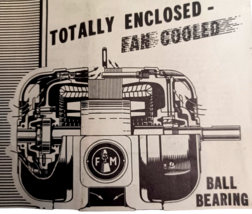 TOTALLY ENCLOSED -
FAN COOLED
F M
BALL
BEARING